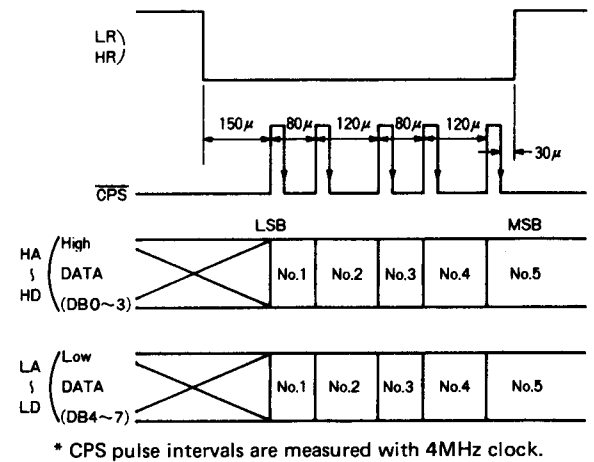 LR
HR
150μ 80μ 120μ 80μ 120μ
30μ
CPS
LSB MSB
HA
~
HD
High
DATA
(DB0~3)
No.1 No.2 No.3 No.4 No.5
LA
~
LD
Low
DATA
(DB4~7)
No.1 No.2 No.3 No.4 No.5
* CPS pulse intervals are measured with 4MHz clock.